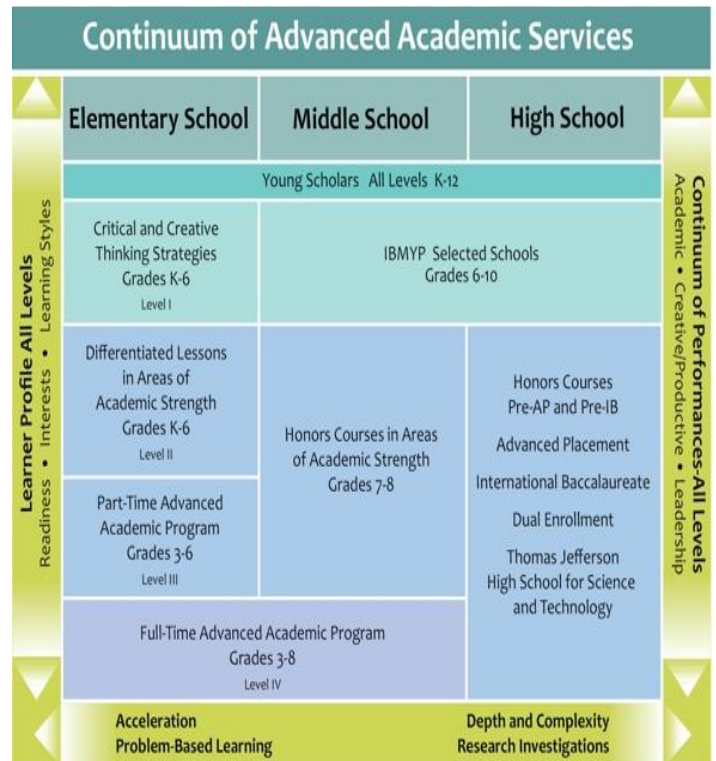 Continuum of Advanced Academic Services
Elementary School
Middle School
High School
Young Scholars All Levels K-12
Critical and Creative
Thinking Strategies
Grades K-6
Level I
IBMYP Selected Schools
Grades 6-10
Differentiated Lessons
in Areas of
Academic Strength
Grades K-6
Level II
Part-Time Advanced
Academic Program
Grades 3-6
Level III
Honors Courses in Areas
of Academic Strength
Grades 7-8
Honors Courses
Pre-AP and Pre-IB
Advanced Placement
International Baccalaureate
Dual Enrollment
Thomas Jefferson
High School for Science
and Technology
Full-Time Advanced Academic Program
Grades 3-8
Level IV
Learner Profile All Levels
Readiness • Interests • Learning Styles
Continuum of Performances-All Levels
Academic • Creative/Productive • Leadership
Acceleration
Problem-Based Learning
Depth and Complexity
Research Investigations